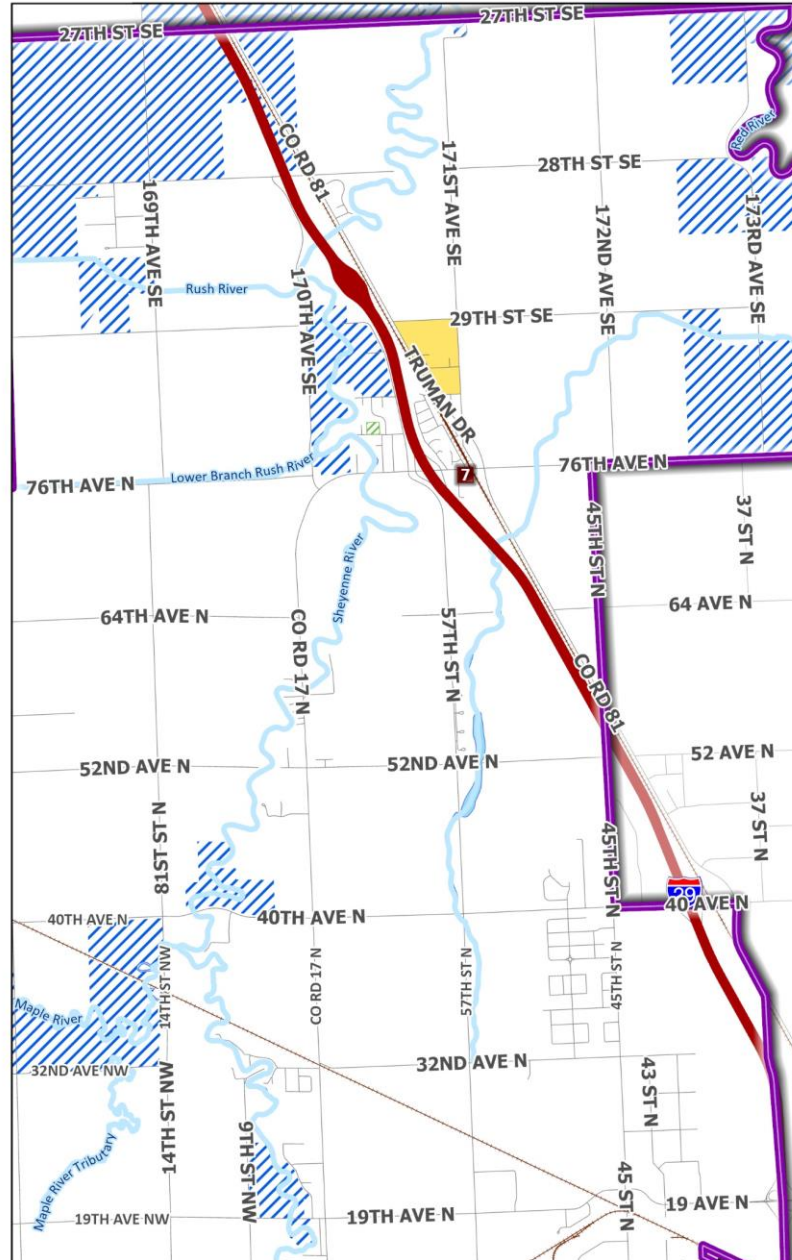 27TH ST SE
27TH ST SE
Red River
CO RD 81
28TH ST SE
169TH AVE SE
171ST AVE SE
172ND AVE SE
173RD AVE SE
Rush River
170TH AVE SE
29TH ST SE
TRUMAN DR
Lower Branch Rush River
76TH AVE N
7
76TH AVE N
45TH ST N
37 ST N
Sheyenne River
64TH AVE N
64 AVE N
CO RD 17 N
57TH ST N
CO RD 81
52ND AVE N
52ND AVE N
52 AVE N
81ST ST N
37 ST N
45TH ST N
29
40TH AVE N
40TH AVE N
40 AVE N
14TH ST NW
CO RD 17 N
57TH ST N
45TH ST N
Maple River
32ND AVE NW
32ND AVE N
43 ST N
14TH ST NW
9TH ST NW
Maple River Tributary
45 ST N
19TH AVE NW
19TH AVE N
19 AVE N